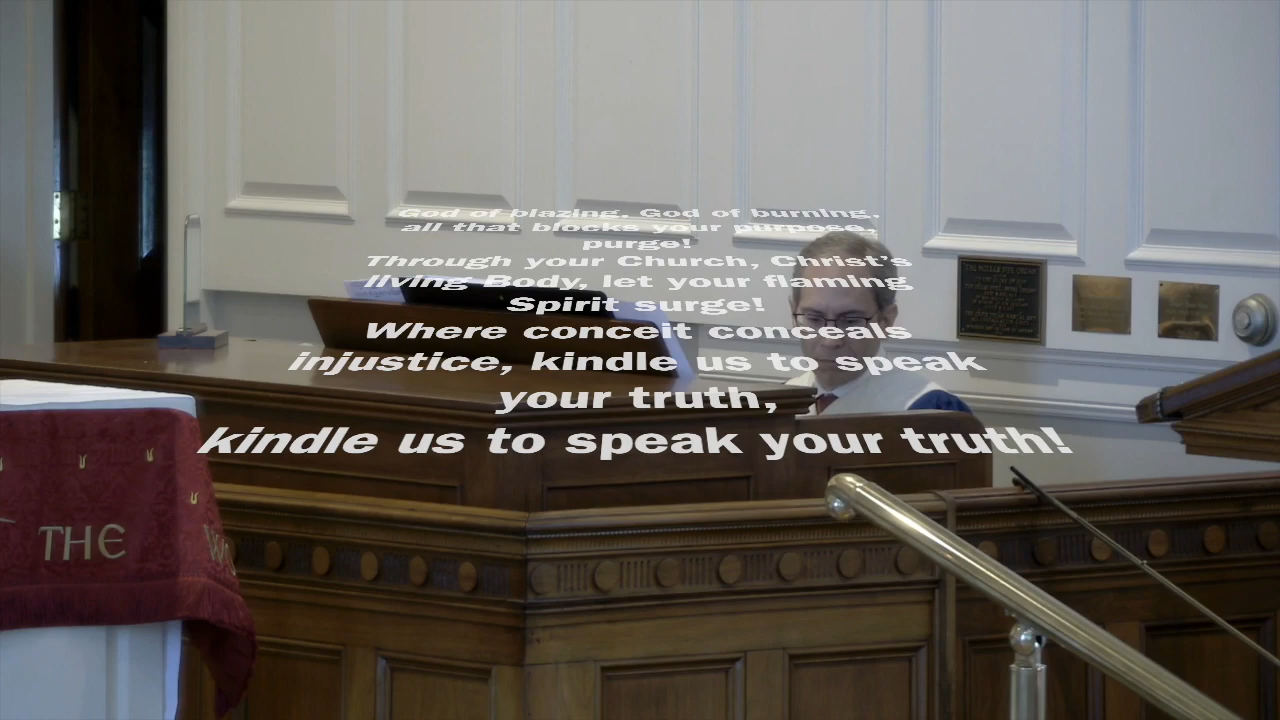 God of blazing, God of burning,
all that blocks your purpose,
purge!
Through your Church, Christ's
living Body, let your flaming
Spirit surge!
Where conceit conceals
injustice, kindle us to speak
your truth,
kindle us to speak your truth!
THE